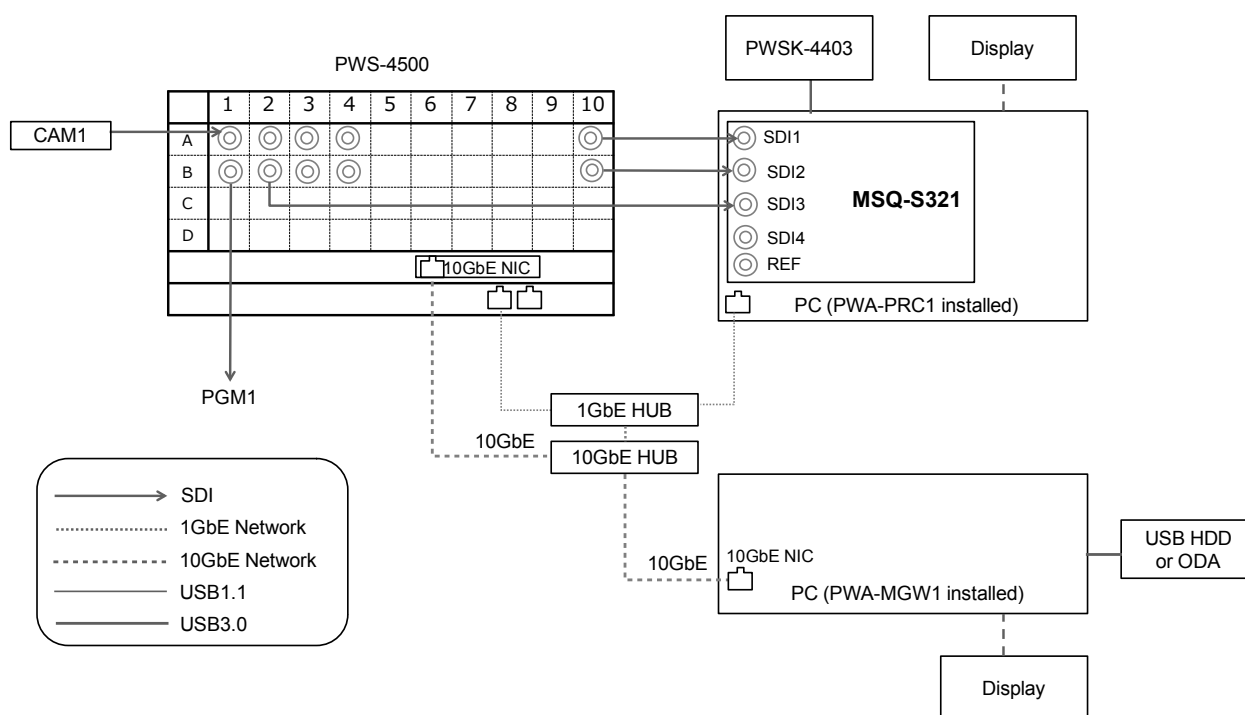 PWSK-4403
Display
PWS-4500
1 2 3 4 5 6 7 8 9 10
CAM1
A
B
C
D
10GbE NIC
SDI1
SDI2
SDI3
SDI4
REF
MSQ-S321
PC (PWA-PRC1 installed)
PGM1
1GbE HUB
10GbE
10GbE HUB
SDI
1GbE Network
10GbE Network
USB1.1
USB3.0
10GbE
10GbE NIC
PC (PWA-MGW1 installed)
USB HDD
or ODA
Display